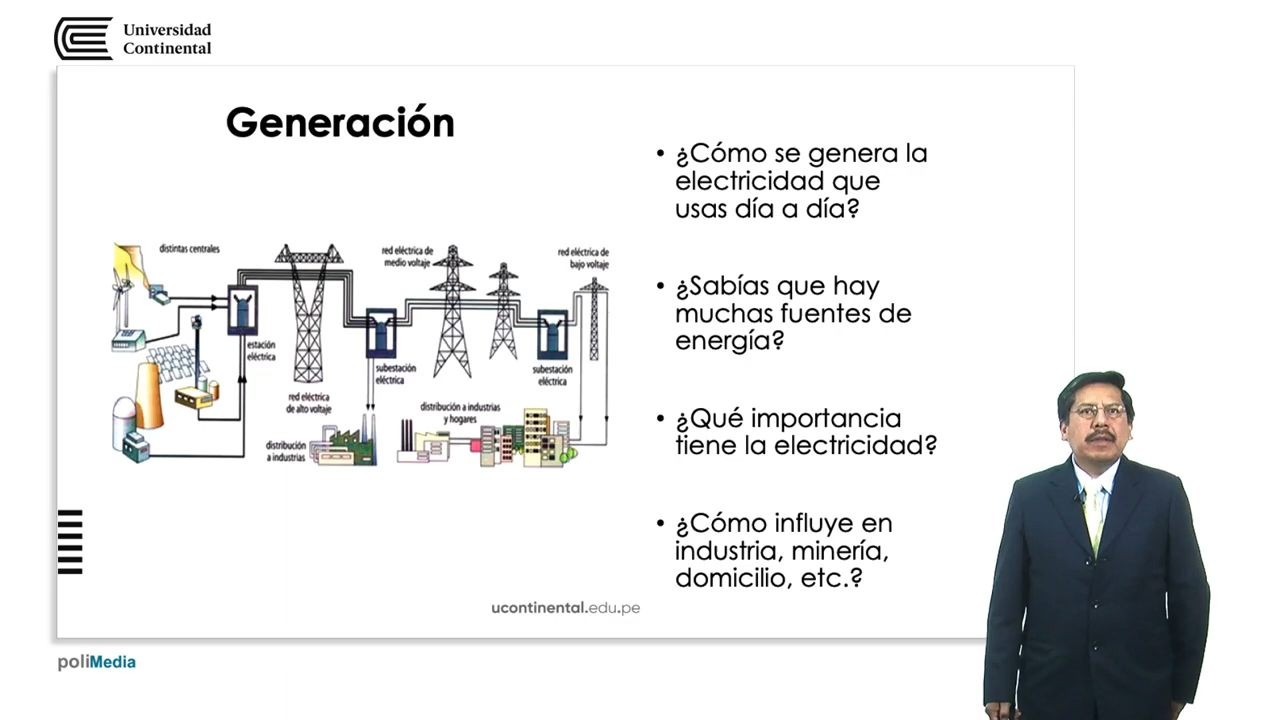 Universidad
Continental
Generación
distintas centrales
red eléctrica de
medio voltaje
red eléctrica de
bajo voltaje
estación
eléctrica
subestación
eléctrica
subestación
eléctrica
red eléctrica
de alto voltaje
distribución a industrias
y hogares
distribución
a industrias
• ¿Cómo se genera la
electricidad que
usas día a día?
• ¿Sabías que hay
muchas fuentes de
energía?
• ¿Qué importancia
tiene la electricidad?
• ¿Cómo influye en
industria, minería,
domicilio, etc.?
ucontinental.edu.pe
poliMedia